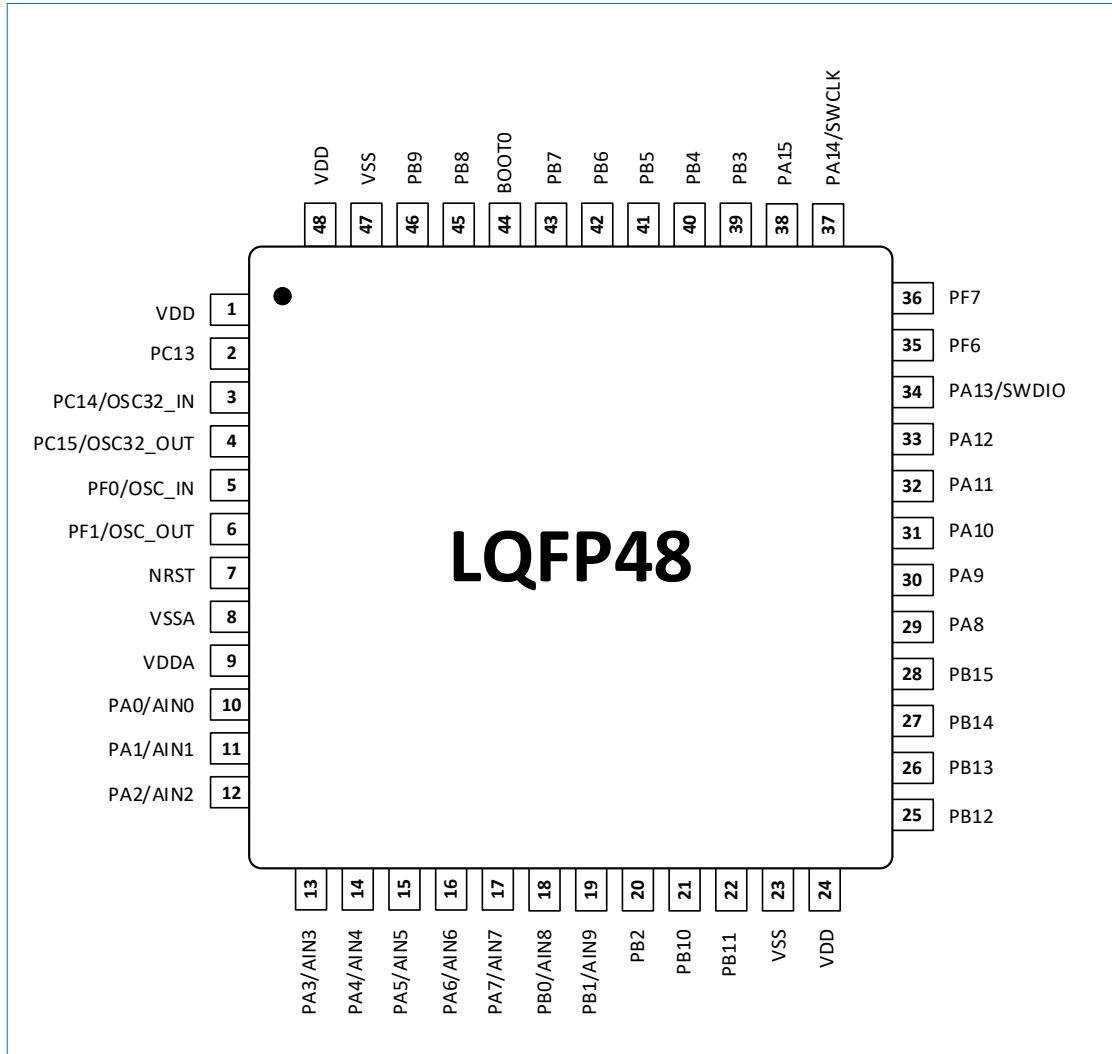 VDD
VSS
PB9
PB8
BOOT0
PB7
PB6
PB5
PB4
PB3
PA15
PA14/SWCLK
48
47
46
45
44
43
42
41
40
39
38
37
VDD 1
PC13 2
PC14/OSC32_IN 3
PC15/OSC32_OUT 4
PF0/OSC_IN 5
PF1/OSC_OUT 6
NRST 7
VSSA 8
VDDA 9
PA0/AIN0 10
PA1/AIN1 11
PA2/AIN2 12
LQFP48
36 PF7
35 PF6
34 PA13/SWDIO
33 PA12
32 PA11
31 PA10
30 PA9
29 PA8
28 PB15
27 PB14
26 PB13
25 PB12
13
14
15
16
17
18
19
20
21
22
23
24
PA3/AIN3
PA4/AIN4
PA5/AIN5
PA6/AIN6
PA7/AIN7
PB0/AIN8
PB1/AIN9
PB2
PB10
PB11
VSS
VDD